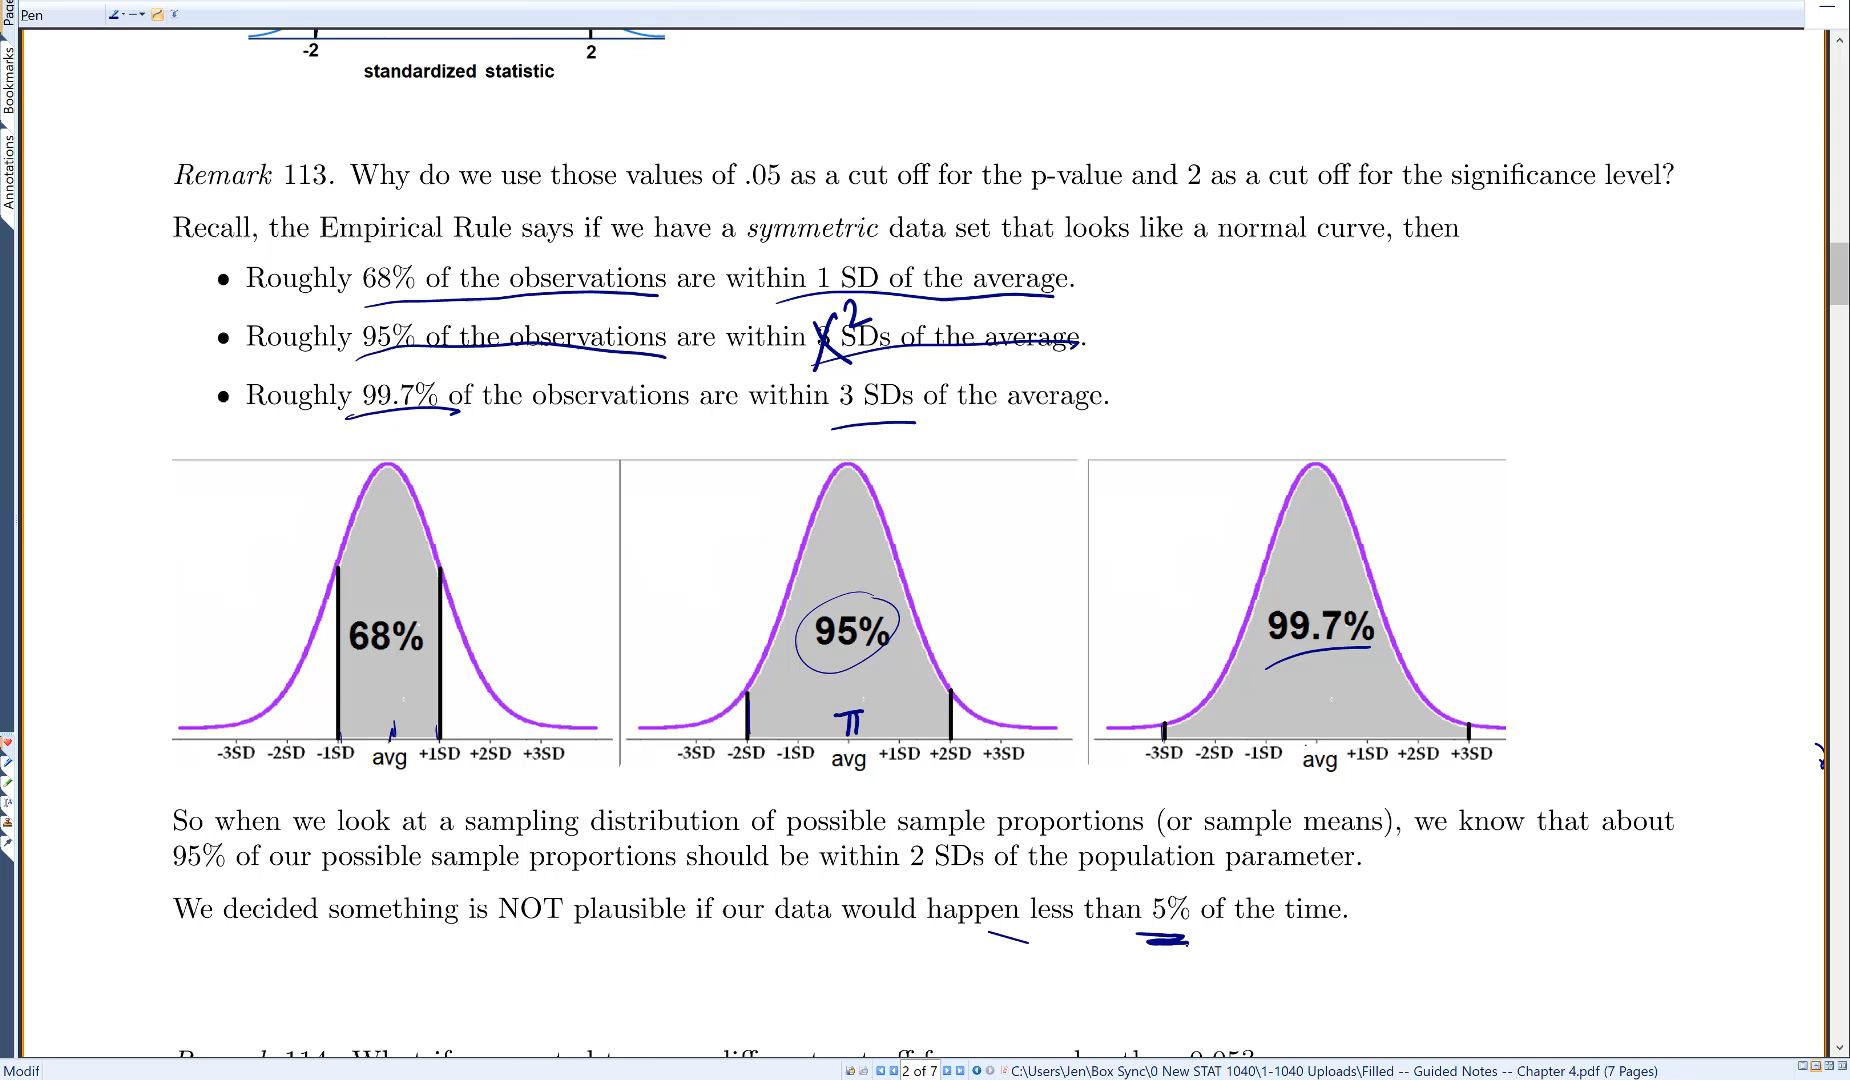 Pen
Page
Bookmarks
Annotations
-2 2
standardized statistic
Remark 113. Why do we use those values of .05 as a cut off for the p-value and 2 as a cut off for the significance level?
Recall, the Empirical Rule says if we have a symmetric data set that looks like a normal curve, then
• Roughly 68% of the observations are within 1 SD of the average.
2
• Roughly 95% of the observations are within SDs of the average.
• Roughly 99.7% of the observations are within 3 SDs of the average.
68%
-3SD -2SD -1SD avg +1SD +2SD +3SD
95%
π
-3SD -2SD -1SD avg +1SD +2SD +3SD
99.7%
-3SD -2SD -1SD avg +1SD +2SD +3SD
So when we look at a sampling distribution of possible sample proportions (or sample means), we know that about
95% of our possible sample proportions should be within 2 SDs of the population parameter.
We decided something is NOT plausible if our data would happen less than 5% of the time.
Modif
2 of 7
C:\Users\Jen\Box Sync\0 New STAT 1040\1-1040 Uploads\Filled -- Guided Notes -- Chapter 4.pdf (7 Pages)